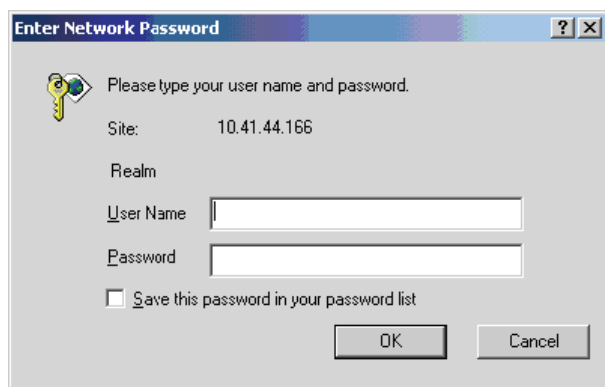 Enter Network Password
Please type your user name and password.
Site: 10.41.44.166
Realm
User Name
Password
Save this password in your password list
OK Cancel